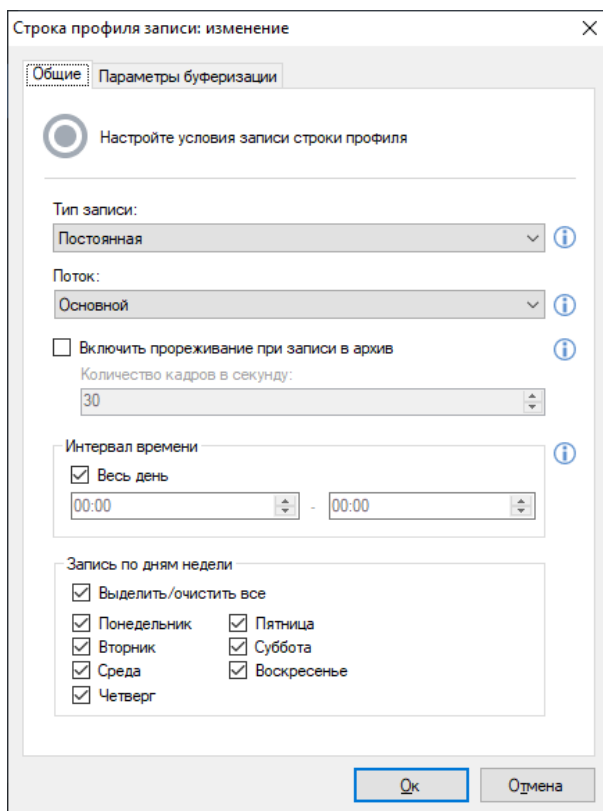 Строка профиля записи: изменение
Общие Параметры буферизации
Настройте условия записи строки профиля
Тип записи:
Постоянная
Поток:
Основной
Включить прореживание при записи в архив
Количество кадров в секунду:
30
Интервал времени
Весь день
00:00 - 00:00
Запись по дням недели
Выделить/очистить все
Понедельник Пятница
Вторник Суббота
Среда Воскресенье
Четверг
Ок Отмена